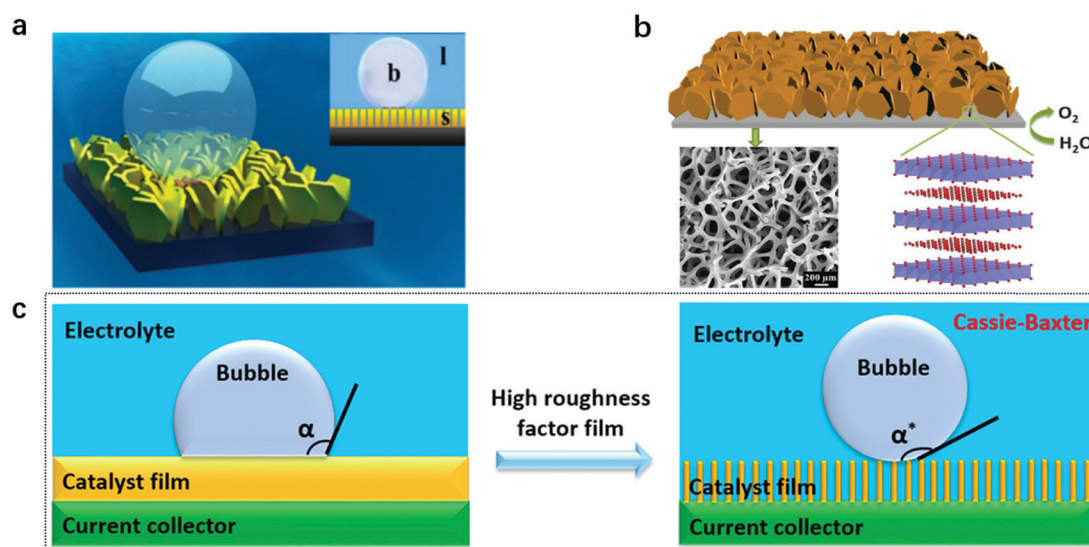 a
l
b
s
b
O₂
H₂O
200 µm
c
Electrolyte
Bubble
α
Catalyst film
Current collector
High roughness
factor film
Cassie-Baxter
Electrolyte
Bubble
α*
Catalyst film
Current collector